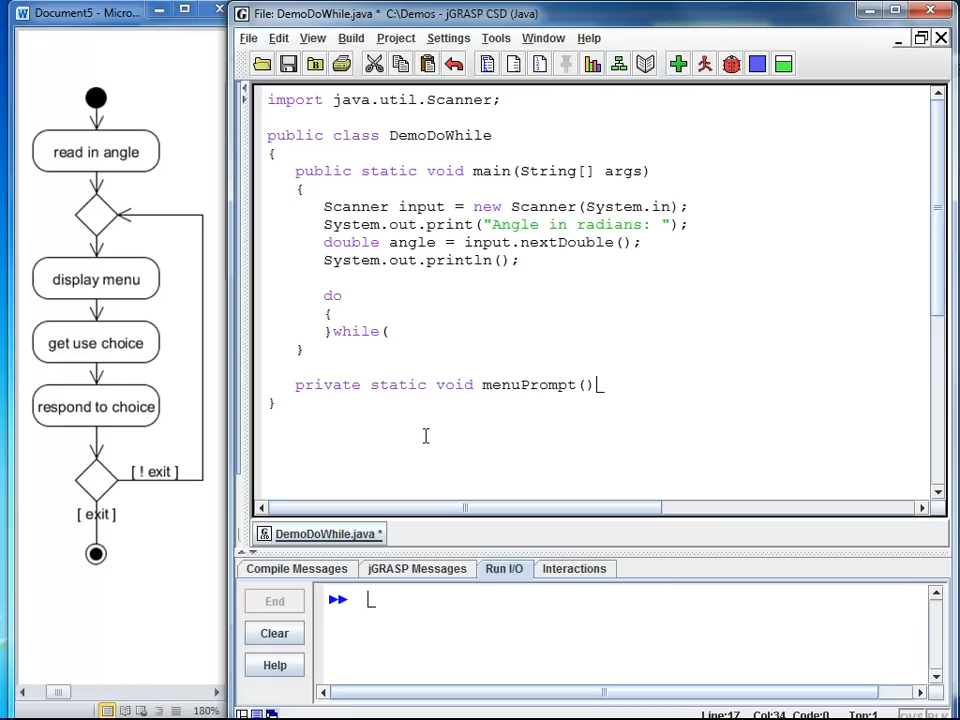 Document5 - Micro...
read in angle
display menu
get use choice
respond to choice
[ ! exit ]
[ exit ]
180%
File: DemoDoWhile.java * C:\Demos - jGRASP CSD (Java)
File Edit View Build Project Settings Tools Window Help
import java.util.Scanner;
public class DemoDoWhile
{
public static void main(String[] args)
{
Scanner input = new Scanner(System.in);
System.out.print("Angle in radians: ");
double angle = input.nextDouble();
System.out.println();
do
{
}while(
}
private static void menuPrompt()
}
DemoDoWhile.java *
Compile Messages jGRASP Messages Run I/O Interactions
End
Clear
Help
Line:17 Col:34 Code:0 Top:1 OVS BLK